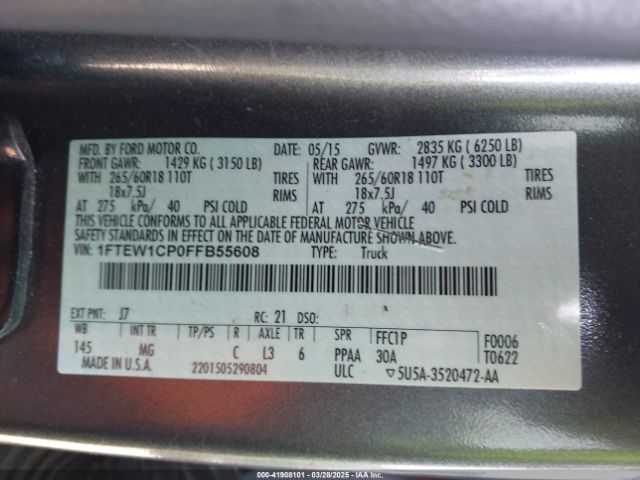 MFD. BY FORD MOTOR CO. DATE: 05/15 GVWR: 2835 KG ( 6250 LB)
FRONT GAWR: 1429 KG ( 3150 LB) REAR GAWR: 1497 KG ( 3300 LB)
WITH 265/60R18 110T TIRES WITH 265/60R18 110T TIRES
18x7.5J RIMS 18x7.5J RIMS
AT 275 kPa/ 40 PSI COLD AT 275 kPa/ 40 PSI COLD
THIS VEHICLE CONFORMS TO ALL APPLICABLE FEDERAL MOTOR VEHICLE
SAFETY STANDARDS IN EFFECT ON THE DATE OF MANUFACTURE SHOWN ABOVE.
VIN: 1FTEW1CP0FFB55608 TYPE: Truck
EXT PNT: J7 RC: 21 DSO:
WB INT TR TP/PS R AXLE TR SPR FFC1P F0006
145 MG C L3 6 PPAA 30A T0622
MADE IN U.S.A. 2201505290804 ULC ▽5U5A-3520472-AA
000-41908101 - 03/28/2025 - IAA Inc.